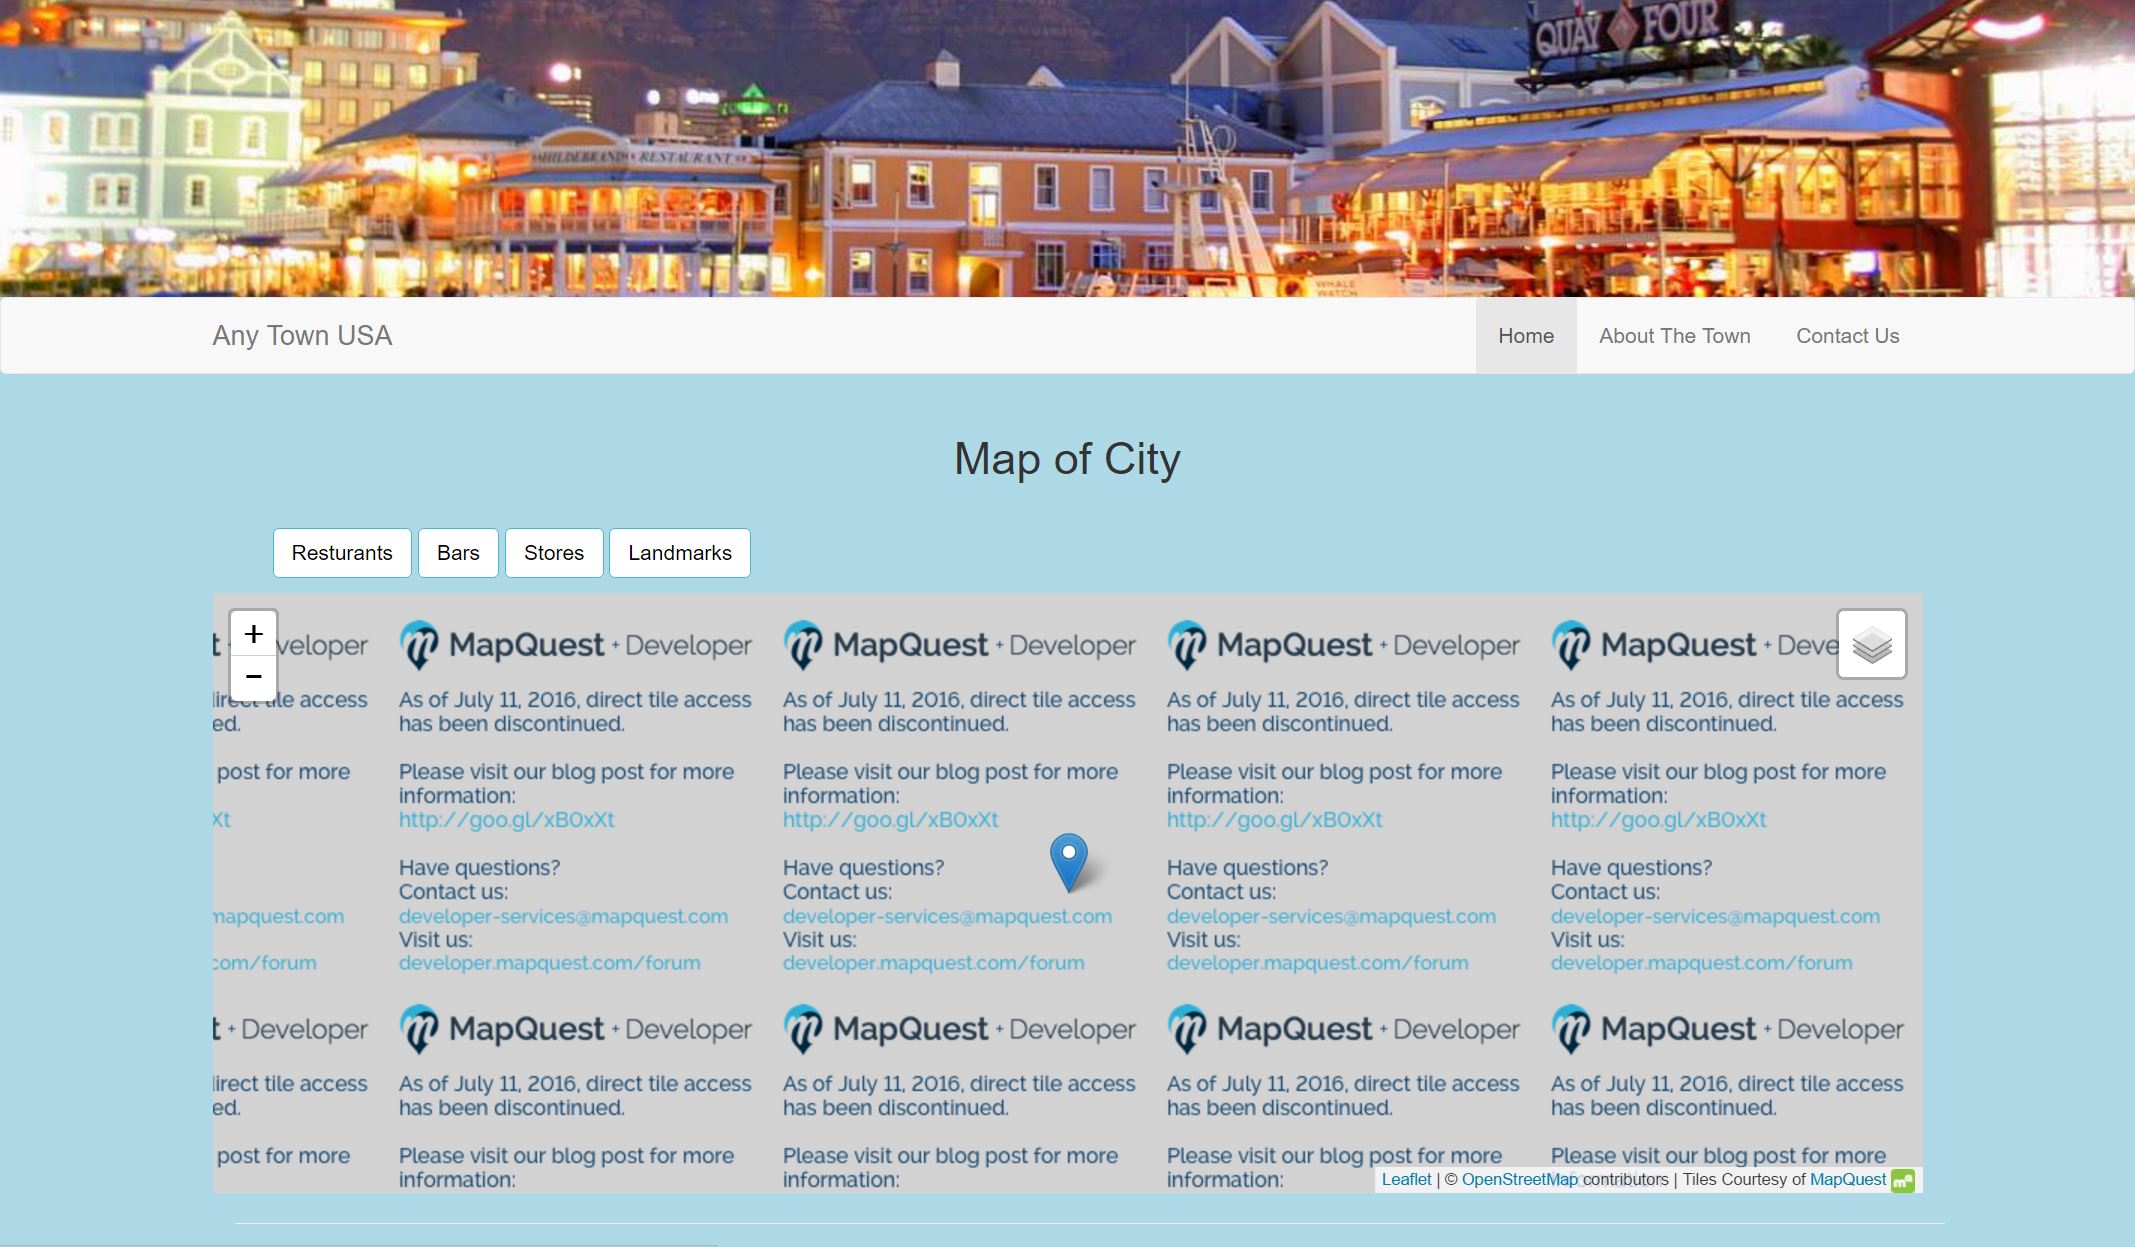 QUAY FOUR
HILDEBRAND RESTAURANT
WHALE
WATCH
Any Town USA
Home
About The Town
Contact Us
Map of City
Resturants
Bars
Stores
Landmarks
+
−
veloper
MapQuest + Developer
MapQuest + Developer
MapQuest + Developer
MapQuest + Deve
direct tile access
As of July 11, 2016, direct tile access
As of July 11, 2016, direct tile access
As of July 11, 2016, direct tile access
As of July 11, 2016, direct tile access
ed.
has been discontinued.
has been discontinued.
has been discontinued.
has been discontinued.
post for more
Please visit our blog post for more
Please visit our blog post for more
Please visit our blog post for more
Please visit our blog post for more
information:
information:
information:
information:
Xt
http://goo.gl/xB0xXt
http://goo.gl/xB0xXt
http://goo.gl/xB0xXt
http://goo.gl/xB0xXt
Have questions?
Have questions?
Have questions?
Have questions?
Contact us:
Contact us:
Contact us:
Contact us:
mapquest.com
developer-services@mapquest.com
developer-services@mapquest.com
developer-services@mapquest.com
developer-services@mapquest.com
Visit us:
Visit us:
Visit us:
Visit us:
com/forum
developer.mapquest.com/forum
developer.mapquest.com/forum
developer.mapquest.com/forum
developer.mapquest.com/forum
t + Developer
MapQuest + Developer
MapQuest + Developer
MapQuest + Developer
MapQuest + Developer
irect tile access
As of July 11, 2016, direct tile access
As of July 11, 2016, direct tile access
As of July 11, 2016, direct tile access
As of July 11, 2016, direct tile access
ed.
has been discontinued.
has been discontinued.
has been discontinued.
has been discontinued.
post for more
Please visit our blog post for more
Please visit our blog post for more
Please visit our blog post for more
Please visit our blog post for more
information:
information:
information:
Leaflet | © OpenStreetMap contributors | Tiles Courtesy of MapQuest